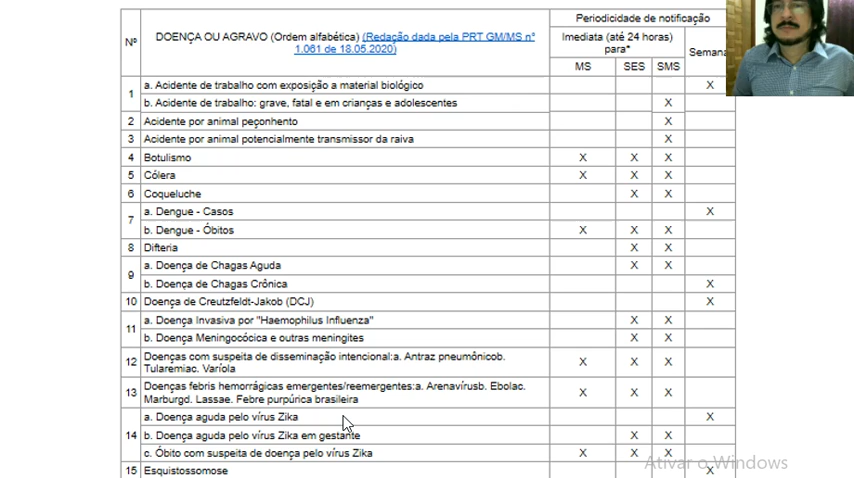 Nº
DOENÇA OU AGRAVO (Ordem alfabética) (Redação dada pela PRT GM/MS n°
1.061 de 18.05.2020)
Periodicidade de notificação
Imediata (até 24 horas)
para*
MS SES SMS
1 a. Acidente de trabalho com exposição a material biológico X
b. Acidente de trabalho: grave, fatal e em crianças e adolescentes X
2 Acidente por animal peçonhento X
3 Acidente por animal potencialmente transmissor da raiva X
4 Botulismo X X X
5 Cólera X X X
6 Coqueluche X X
7 a. Dengue - Casos X
b. Dengue - Óbitos X X X
8 Difteria X X
9 a. Doença de Chagas Aguda X X
b. Doença de Chagas Crônica X
10 Doença de Creutzfeldt-Jakob (DCJ) X
11 a. Doença Invasiva por "Haemophilus Influenza" X X
b. Doença Meningocócica e outras meningites X X
12 Doenças com suspeita de disseminação intencional:a. Antraz pneumônicob. X X X
Tularemiac. Varíola
13 Doenças febris hemorrágicas emergentes/reemergentes:a. Arenavírusb. Ebolac. X X X
Marburgd. Lassae. Febre purpúrica brasileira
14 a. Doença aguda pelo vírus Zika X
b. Doença aguda pelo vírus Zika em gestante X X
c. Óbito com suspeita de doença pelo vírus Zika X X X
15 Esquistossomose X
Ativar o Windows